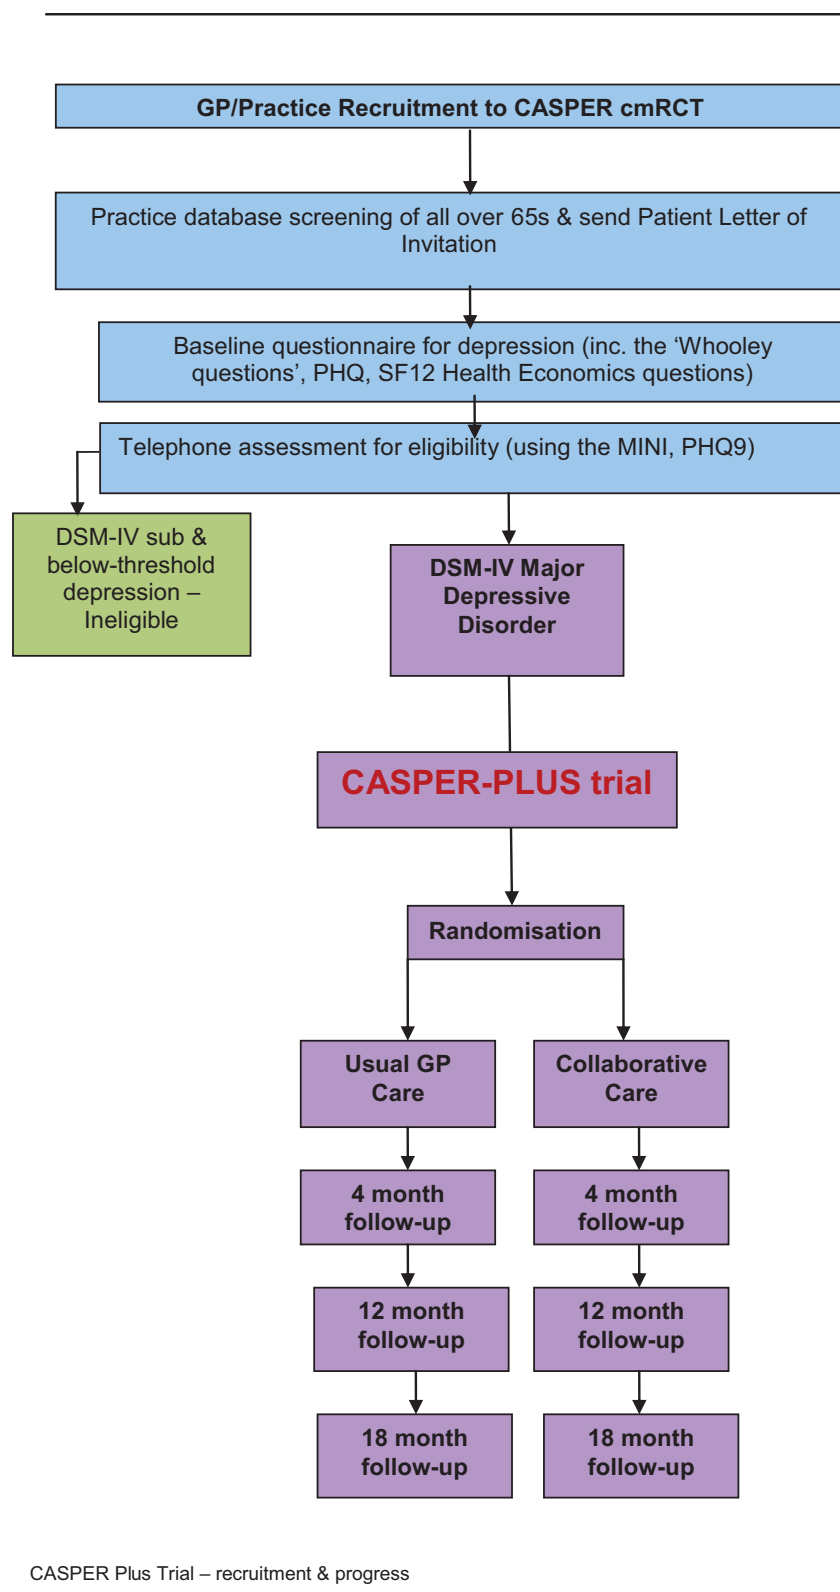 GP/Practice Recruitment to CASPER cmRCT
Practice database screening of all over 65s & send Patient Letter of
Invitation
Baseline questionnaire for depression (inc. the ‘Whooley
questions’, PHQ, SF12 Health Economics questions)
Telephone assessment for eligibility (using the MINI, PHQ9)
DSM-IV sub &
below-threshold
depression –
Ineligible
DSM-IV Major
Depressive
Disorder
CASPER-PLUS trial
Randomisation
Usual GP
Care
Collaborative
Care
4 month
follow-up
4 month
follow-up
12 month
follow-up
12 month
follow-up
18 month
follow-up
18 month
follow-up
CASPER Plus Trial – recruitment & progress